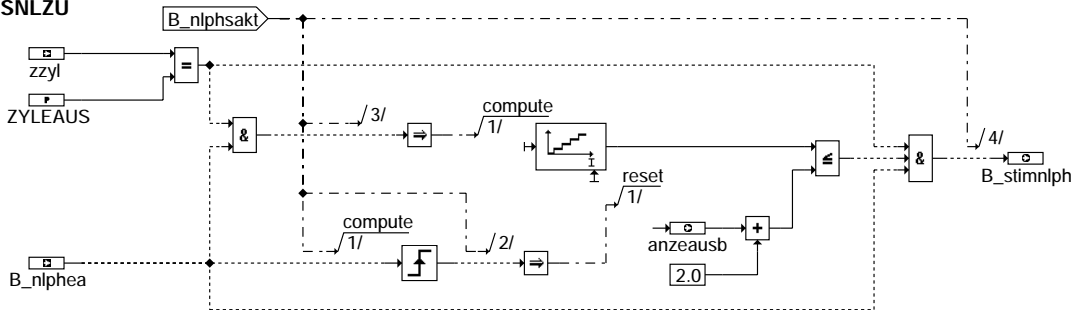 SNLZU
B_nlphsakt
zzyl
=
P
ZYLEAUS
&
/3/
⇒
compute
1/
≤
&
/4/
B_stimnlph
reset
1/
compute
1/
/2/
⇒
anzeausb
+
2.0
B_nlphea